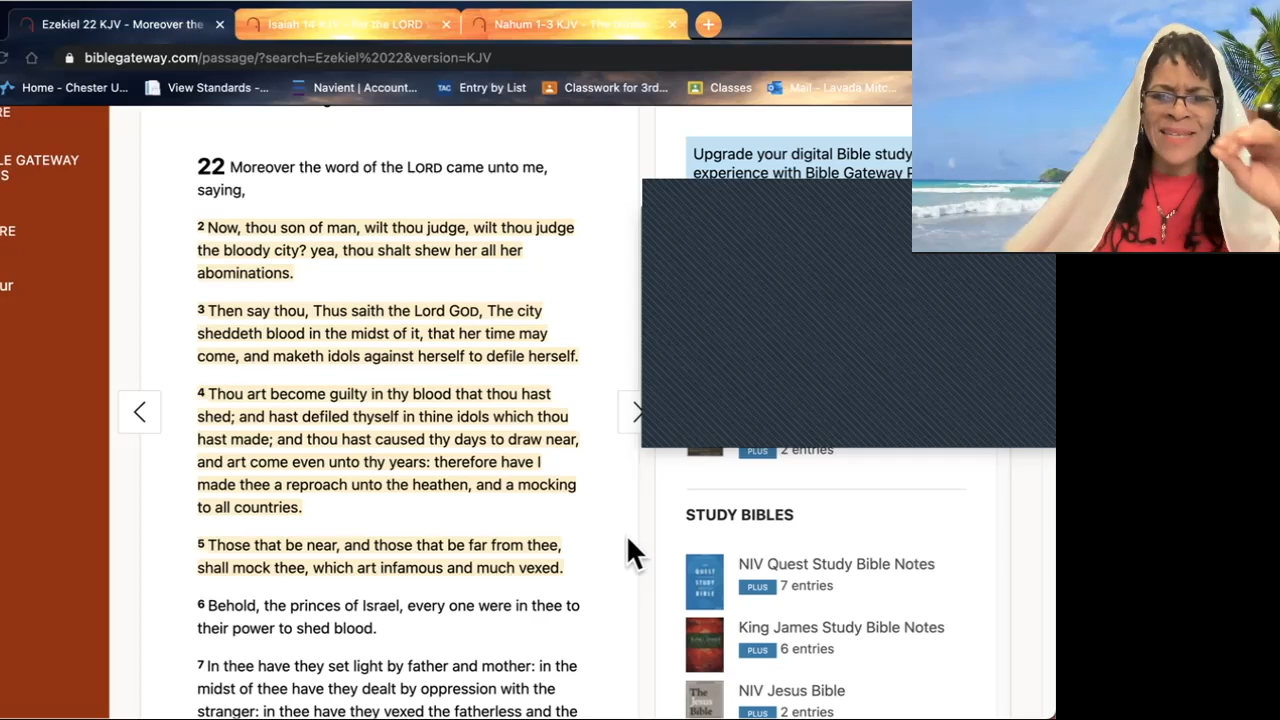 Ezekiel 22 KJV - Moreover the
Isaiah 14 KJV - For the LORD
Nahum 1-3 KJV - The burden
biblegateway.com/passage/?search=Ezekiel%2022&version=KJV
Home - Chester U... View Standards -... Navient | Account... TAC Entry by List Classwork for 3rd... Classes Mail - Lavada Mitc...
RE
LE GATEWAY
S
RE
ur
22 Moreover the word of the LORD came unto me,
saying,
2 Now, thou son of man, wilt thou judge, wilt thou judge
the bloody city? yea, thou shalt shew her all her
abominations.
3 Then say thou, Thus saith the Lord GOD, The city
sheddeth blood in the midst of it, that her time may
come, and maketh idols against herself to defile herself.
4 Thou art become guilty in thy blood that thou hast
shed; and hast defiled thyself in thine idols which thou
hast made; and thou hast caused thy days to draw near,
and art come even unto thy years: therefore have I
made thee a reproach unto the heathen, and a mocking
to all countries.
5 Those that be near, and those that be far from thee,
shall mock thee, which art infamous and much vexed.
6 Behold, the princes of Israel, every one were in thee to
their power to shed blood.
7 In thee have they set light by father and mother: in the
midst of thee have they dealt by oppression with the
stranger: in thee have they vexed the fatherless and the
Upgrade your digital Bible study
experience with Bible Gateway P
PLUS 2 entries
STUDY BIBLES
NIV Quest Study Bible Notes
PLUS 7 entries
King James Study Bible Notes
PLUS 6 entries
NIV Jesus Bible
PLUS 2 entries
QUEST
STUDY
BIBLE
The
Jesus
Bible